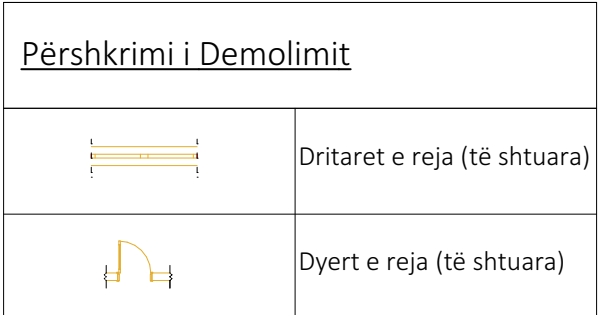 Përshkrimi i Demolimit
Dritaret e reja (të shtuara)
Dyert e reja (të shtuara)